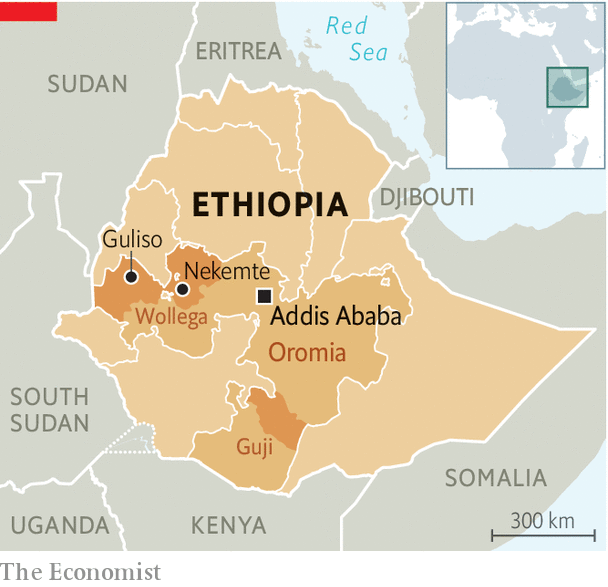 Red
Sea
ERITREA
SUDAN
ETHIOPIA
DJIBOUTI
Guliso
Nekemte
Wollega
Addis Ababa
Oromia
SOUTH
SUDAN
Guji
SOMALIA
UGANDA
KENYA
300 km
The Economist